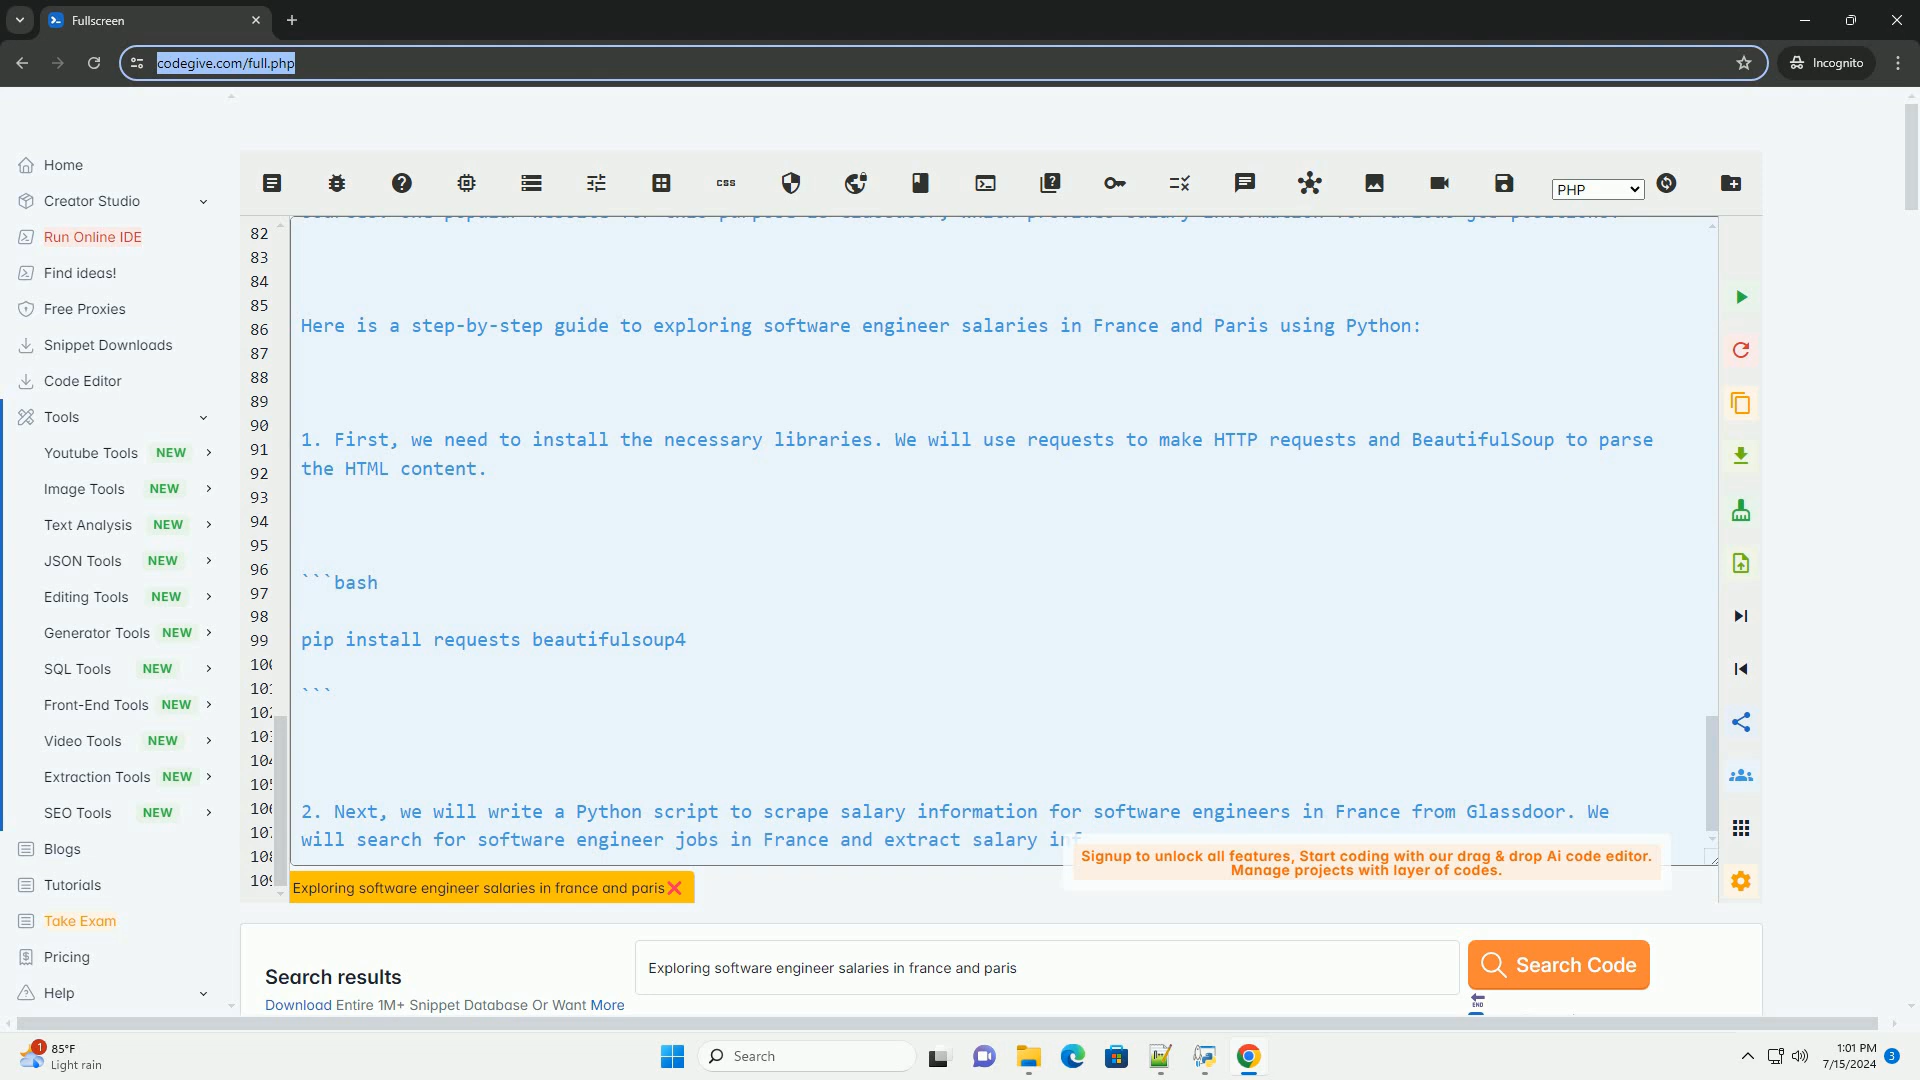 Fullscreen
codegive.com/full.php
Incognito
Home
Creator Studio
Run Online IDE
Find ideas!
Free Proxies
Snippet Downloads
Code Editor
Tools
Youtube Tools NEW
Image Tools NEW
Text Analysis NEW
JSON Tools NEW
Editing Tools NEW
Generator Tools NEW
SQL Tools NEW
Front-End Tools NEW
Video Tools NEW
Extraction Tools NEW
SEO Tools NEW
Blogs
Tutorials
Take Exam
Pricing
Help
css
PHP
82
83
84
85
86
87
88
89
90
91
92
93
94
95
96
97
98
99
Here is a step-by-step guide to exploring software engineer salaries in France and Paris using Python:
1. First, we need to install the necessary libraries. We will use requests to make HTTP requests and BeautifulSoup to parse
the HTML content.
```bash
pip install requests beautifulsoup4
```
2. Next, we will write a Python script to scrape salary information for software engineers in France from Glassdoor. We
will search for software engineer jobs in France and extract salary
Signup to unlock all features, Start coding with our drag & drop Ai code editor.
Manage projects with layer of codes.
Exploring software engineer salaries in france and paris
Search results
Download Entire 1M+ Snippet Database Or Want More
Exploring software engineer salaries in france and paris
Search Code
END
1
85°F
Light rain
Search
1:01 PM
7/15/2024
3